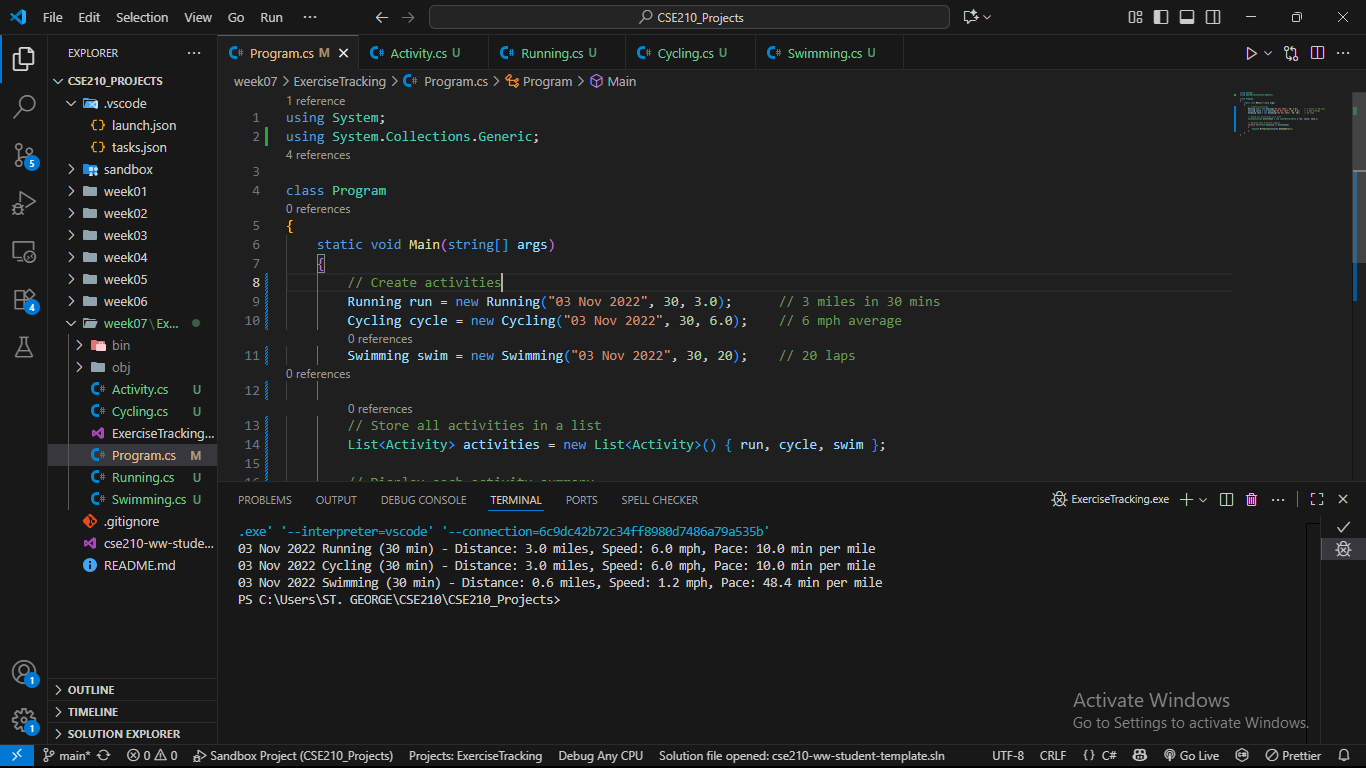 File Edit Selection View Go Run ··· CSE210_Projects
EXPLORER ···
CSE210_PROJECTS
.vscode
{} launch.json
{} tasks.json
sandbox
week01
week02
week03
week04
week05
week06
week07\Ex...
bin
obj
Activity.cs U
Cycling.cs U
ExerciseTracking...
Program.cs M
Running.cs U
Swimming.cs U
.gitignore
cse210-ww-stude...
README.md
OUTLINE
TIMELINE
SOLUTION EXPLORER
5
4
1
1
Program.cs M Activity.cs U Running.cs U Cycling.cs U Swimming.cs U
week07 > ExerciseTracking > Program.cs > Program > Main
1 reference
1 using System;
2 using System.Collections.Generic;
4 references
3
4 class Program
0 references
5 {
6 static void Main(string[] args)
7 {
8 // Create activities
9 Running run = new Running("03 Nov 2022", 30, 3.0); // 3 miles in 30 mins
10 Cycling cycle = new Cycling("03 Nov 2022", 30, 6.0); // 6 mph average
0 references
11 Swimming swim = new Swimming("03 Nov 2022", 30, 20); // 20 laps
0 references
12
0 references
13 // Store all activities in a list
14 List<Activity> activities = new List<Activity>() { run, cycle, swim };
15
PROBLEMS OUTPUT DEBUG CONSOLE TERMINAL PORTS SPELL CHECKER ExerciseTracking.exe
.exe' '--interpreter=vscode' '--connection=6c9dc42b72c34ff8980d7486a79a535b'
03 Nov 2022 Running (30 min) - Distance: 3.0 miles, Speed: 6.0 mph, Pace: 10.0 min per mile
03 Nov 2022 Cycling (30 min) - Distance: 3.0 miles, Speed: 6.0 mph, Pace: 10.0 min per mile
03 Nov 2022 Swimming (30 min) - Distance: 0.6 miles, Speed: 1.2 mph, Pace: 48.4 min per mile
PS C:\Users\ST. GEORGE\CSE210\CSE210_Projects>
Activate Windows
Go to Settings to activate Windows.
main* 0 0 Sandbox Project (CSE210_Projects) Projects: ExerciseTracking Debug Any CPU Solution file opened: cse210-ww-student-template.sln UTF-8 CRLF {} C# Go Live Prettier